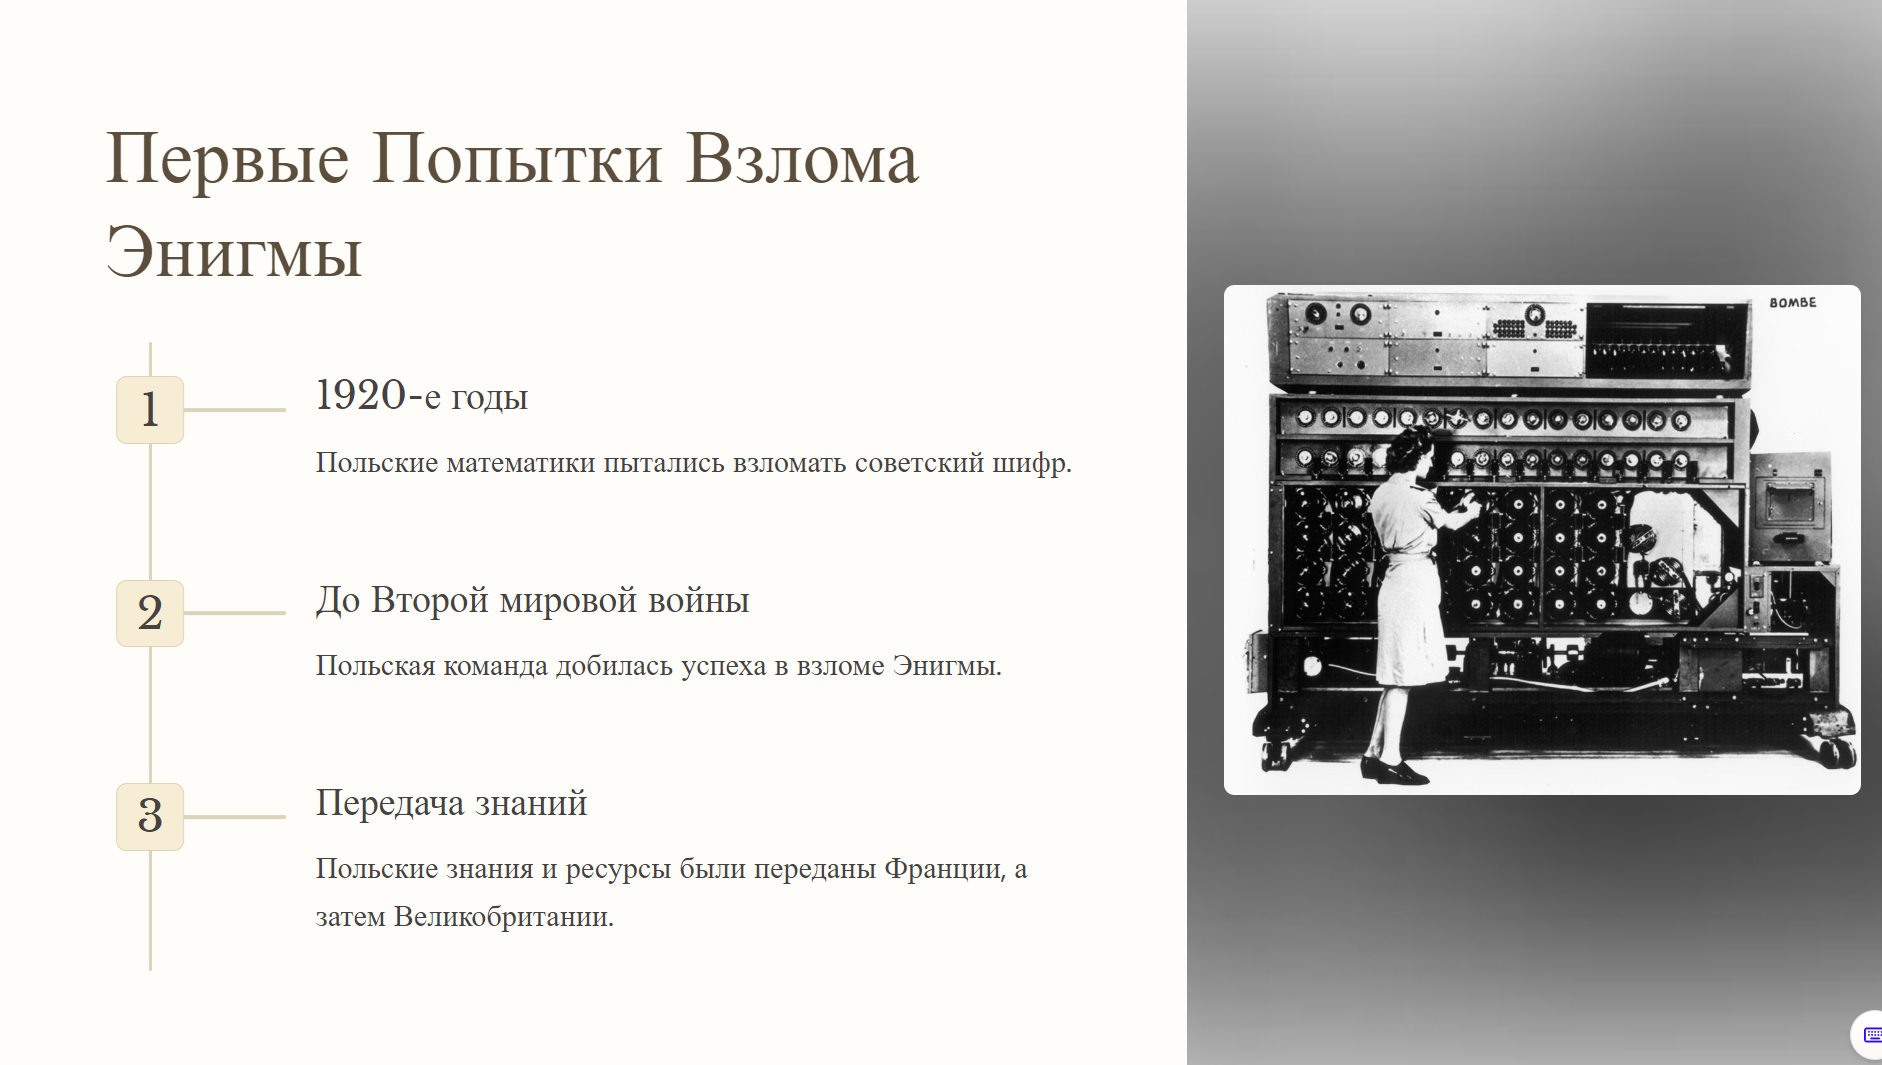 Первые Попытки Взлома
Энигмы
1
1920-е годы
Польские математики пытались взломать советский шифр.
2
До Второй мировой войны
Польская команда добилась успеха в взломе Энигмы.
3
Передача знаний
Польские знания и ресурсы были переданы Франции, а
затем Великобритании.
BOMBE